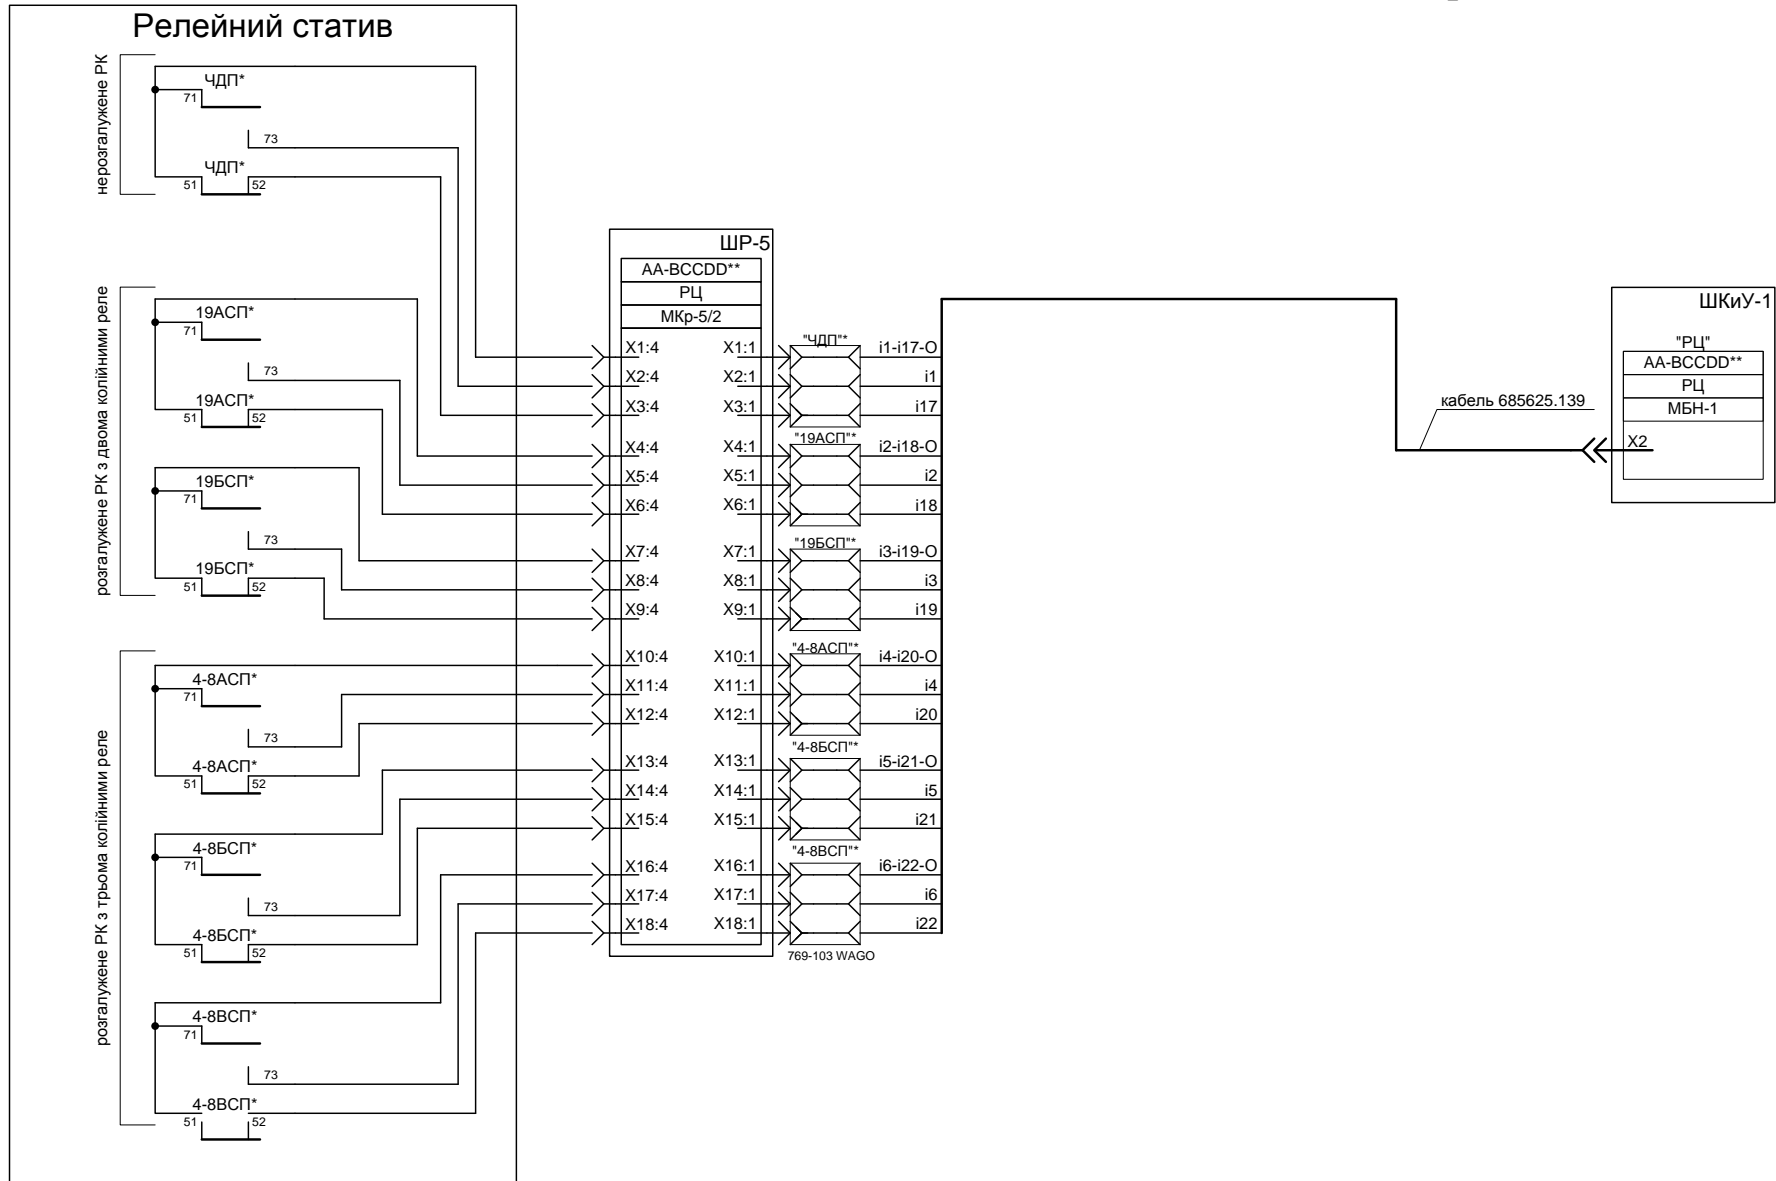 Релейний статив
нерозгалужене РК
ЧДП*
71
73
ЧДП*
51 52
розгалужене РК з двома колійними реле
19АСП*
71
73
19АСП*
51 52
19БСП*
71
73
19БСП*
51 52
розгалужене РК з трьома колійними реле
4-8АСП*
71
73
4-8АСП*
51 52
4-8БСП*
71
73
4-8БСП*
51 52
4-8ВСП*
71
73
4-8ВСП*
51 52
ШР-5
АА-BCCDD**
РЦ
МКр-5/2
"ЧДП"*
X1:4 X1:1 i1-i17-O
X2:4 X2:1 i1
X3:4 X3:1 i17
"19АСП"*
X4:4 X4:1 i2-i18-O
X5:4 X5:1 i2
X6:4 X6:1 i18
"19БСП"*
X7:4 X7:1 i3-i19-O
X8:4 X8:1 i3
X9:4 X9:1 i19
"4-8АСП"*
X10:4 X10:1 i4-i20-O
X11:4 X11:1 i4
X12:4 X12:1 i20
"4-8БСП"*
X13:4 X13:1 i5-i21-O
X14:4 X14:1 i5
X15:4 X15:1 i21
"4-8ВСП"*
X16:4 X16:1 i6-i22-O
X17:4 X17:1 i6
X18:4 X18:1 i22
769-103 WAGO
кабель 685625.139
ШКиУ-1
"РЦ"
АА-BCCDD**
РЦ
МБН-1
X2